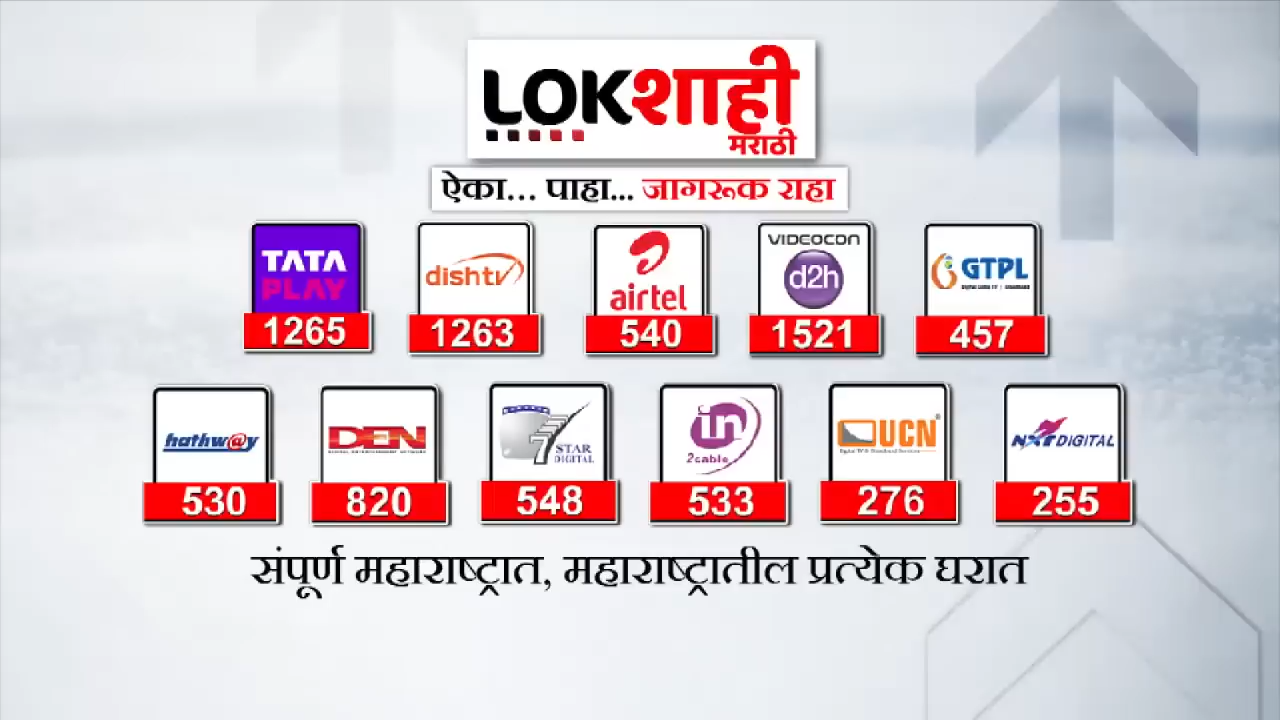 LOKशाही
मराठी
ऐका... पाहा... जागरूक राहा
TATA PLAY
dishtv
airtel
VIDEOCON d2h
GTPL
1265
1263
540
1521
457
hathw@y
DEN
7 STAR DIGITAL
in 2cable
UCN
NXT DIGITAL
530
820
548
533
276
255
संपूर्ण महाराष्ट्रात, महाराष्ट्रातील प्रत्येक घरात